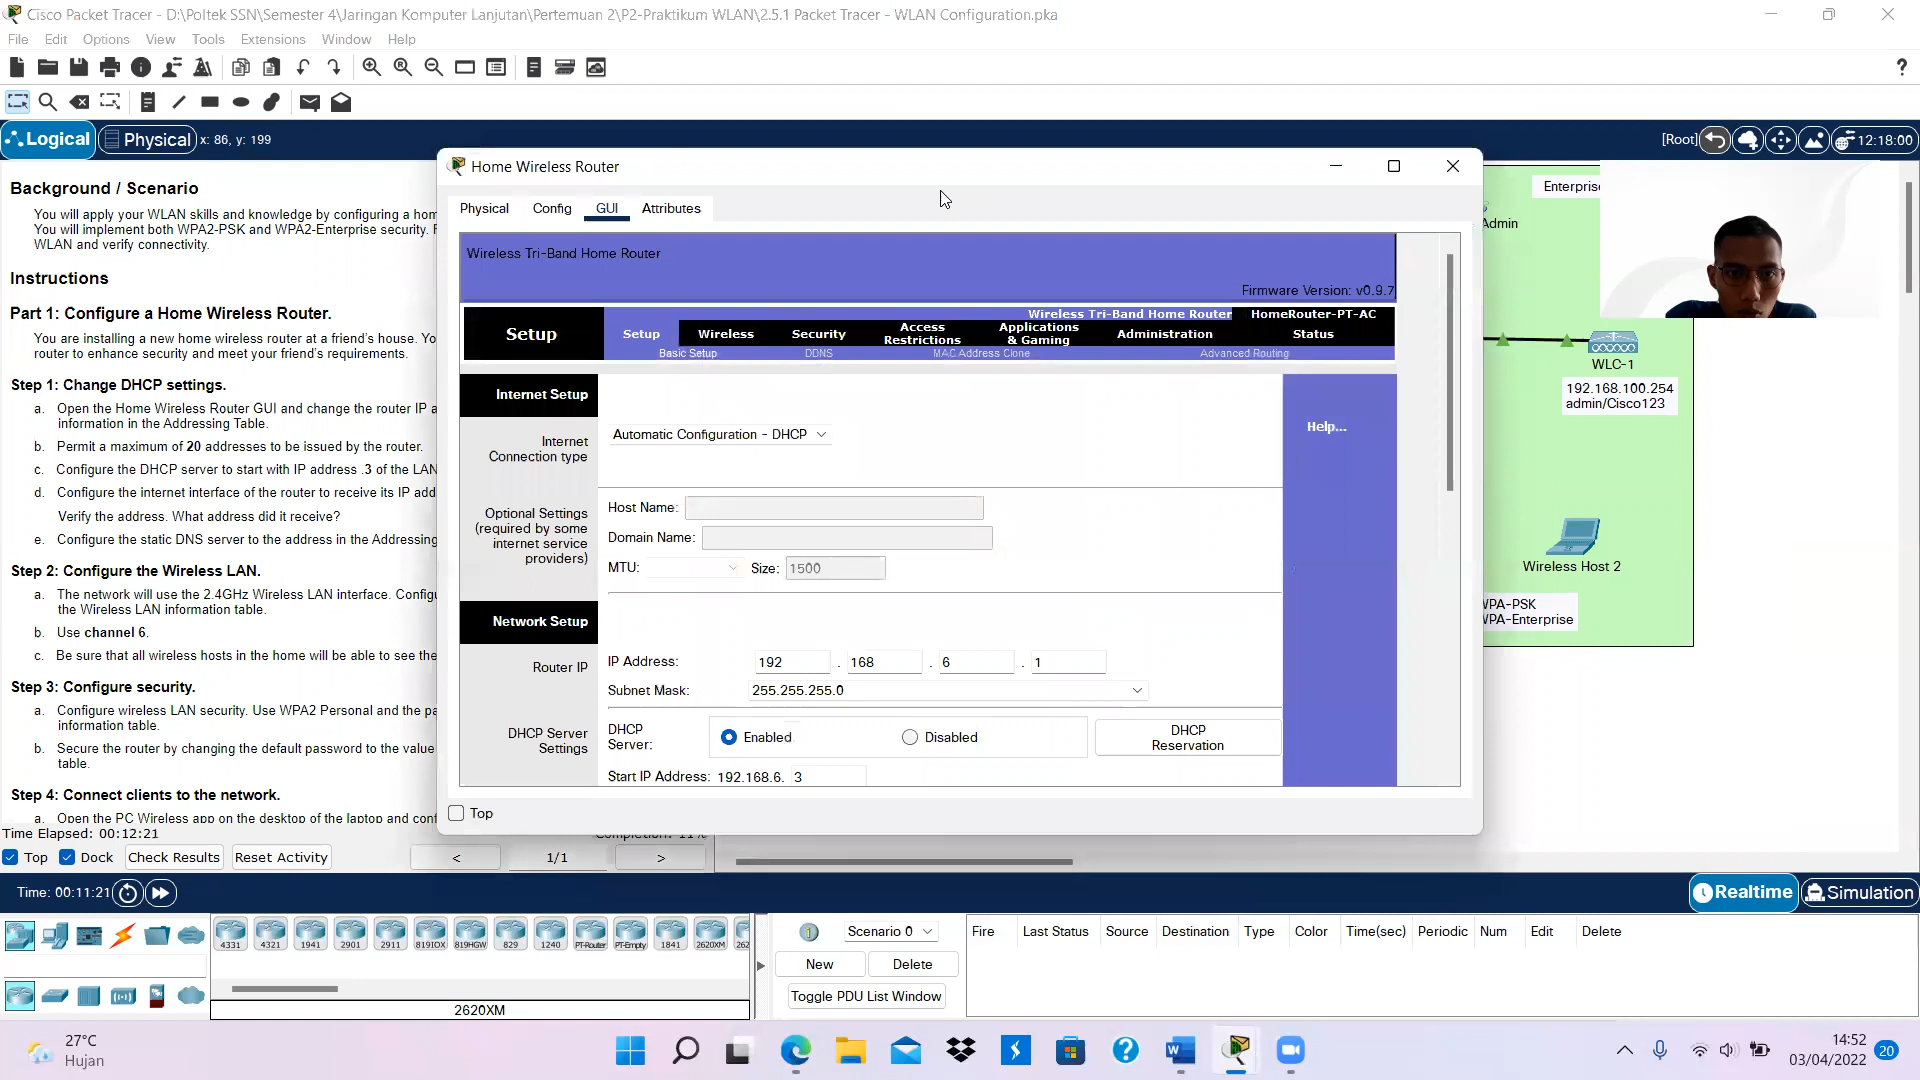 Cisco Packet Tracer - D:\Poltek SSN\Semester 4\Jaringan Komputer Lanjutan\Pertemuan 2\P2-Praktikum WLAN\2.5.1 Packet Tracer - WLAN Configuration.pka
File Edit Options View Tools Extensions Window Help
Logical Physical x: 86, y: 199
[Root] 12:18:00
Background / Scenario
You will apply your WLAN skills and knowledge by configuring a hom
You will implement both WPA2-PSK and WPA2-Enterprise security.
WLAN and verify connectivity.
Instructions
Part 1: Configure a Home Wireless Router.
You are installing a new home wireless router at a friend's house. Yo
router to enhance security and meet your friend's requirements.
Step 1: Change DHCP settings.
a. Open the Home Wireless Router GUI and change the router IP a
information in the Addressing Table.
b. Permit a maximum of 20 addresses to be issued by the router.
c. Configure the DHCP server to start with IP address .3 of the LAN
d. Configure the internet interface of the router to receive its IP add
Verify the address. What address did it receive?
e. Configure the static DNS server to the address in the Addressing
Step 2: Configure the Wireless LAN.
a. The network will use the 2.4GHz Wireless LAN interface. Configu
the Wireless LAN information table.
b. Use channel 6.
c. Be sure that all wireless hosts in the home will be able to see the
Step 3: Configure security.
a. Configure wireless LAN security. Use WPA2 Personal and the pa
information table.
b. Secure the router by changing the default password to the value
table.
Step 4: Connect clients to the network.
a. Open the PC Wireless app on the desktop of the laptop and conf
Time Elapsed: 00:12:21
Completion: 11%
Top Dock Check Results Reset Activity < 1/1 >
Home Wireless Router
Physical Config GUI Attributes
Wireless Tri-Band Home Router
Firmware Version: v0.9.7
Wireless Tri-Band Home Router HomeRouter-PT-AC
Setup
Setup Wireless Security Access Restrictions Applications & Gaming Administration Status
Basic Setup DDNS MAC Address Clone Advanced Routing
Internet Setup
Internet Connection type
Automatic Configuration - DHCP
Help...
Optional Settings (required by some internet service providers)
Host Name:
Domain Name:
MTU: Size: 1500
Network Setup
Router IP
IP Address: 192 . 168 . 6 . 1
Subnet Mask: 255.255.255.0
DHCP Server Settings
DHCP Server: Enabled Disabled
DHCP Reservation
Start IP Address: 192.168.6. 3
Top
Enterpris
Admin
WLC-1
192.168.100.254
admin/Cisco123
Wireless Host 2
WPA-PSK
WPA-Enterprise
Time: 00:11:21
Realtime Simulation
4331 4321 1941 2901 2911 819IOX 819HGW 829 1240 PT-Router PT-Empty 1841 2620XM 262
2620XM
Scenario 0
New Delete
Toggle PDU List Window
Fire Last Status Source Destination Type Color Time(sec) Periodic Num Edit Delete
27°C
Hujan
14:52
03/04/2022
20